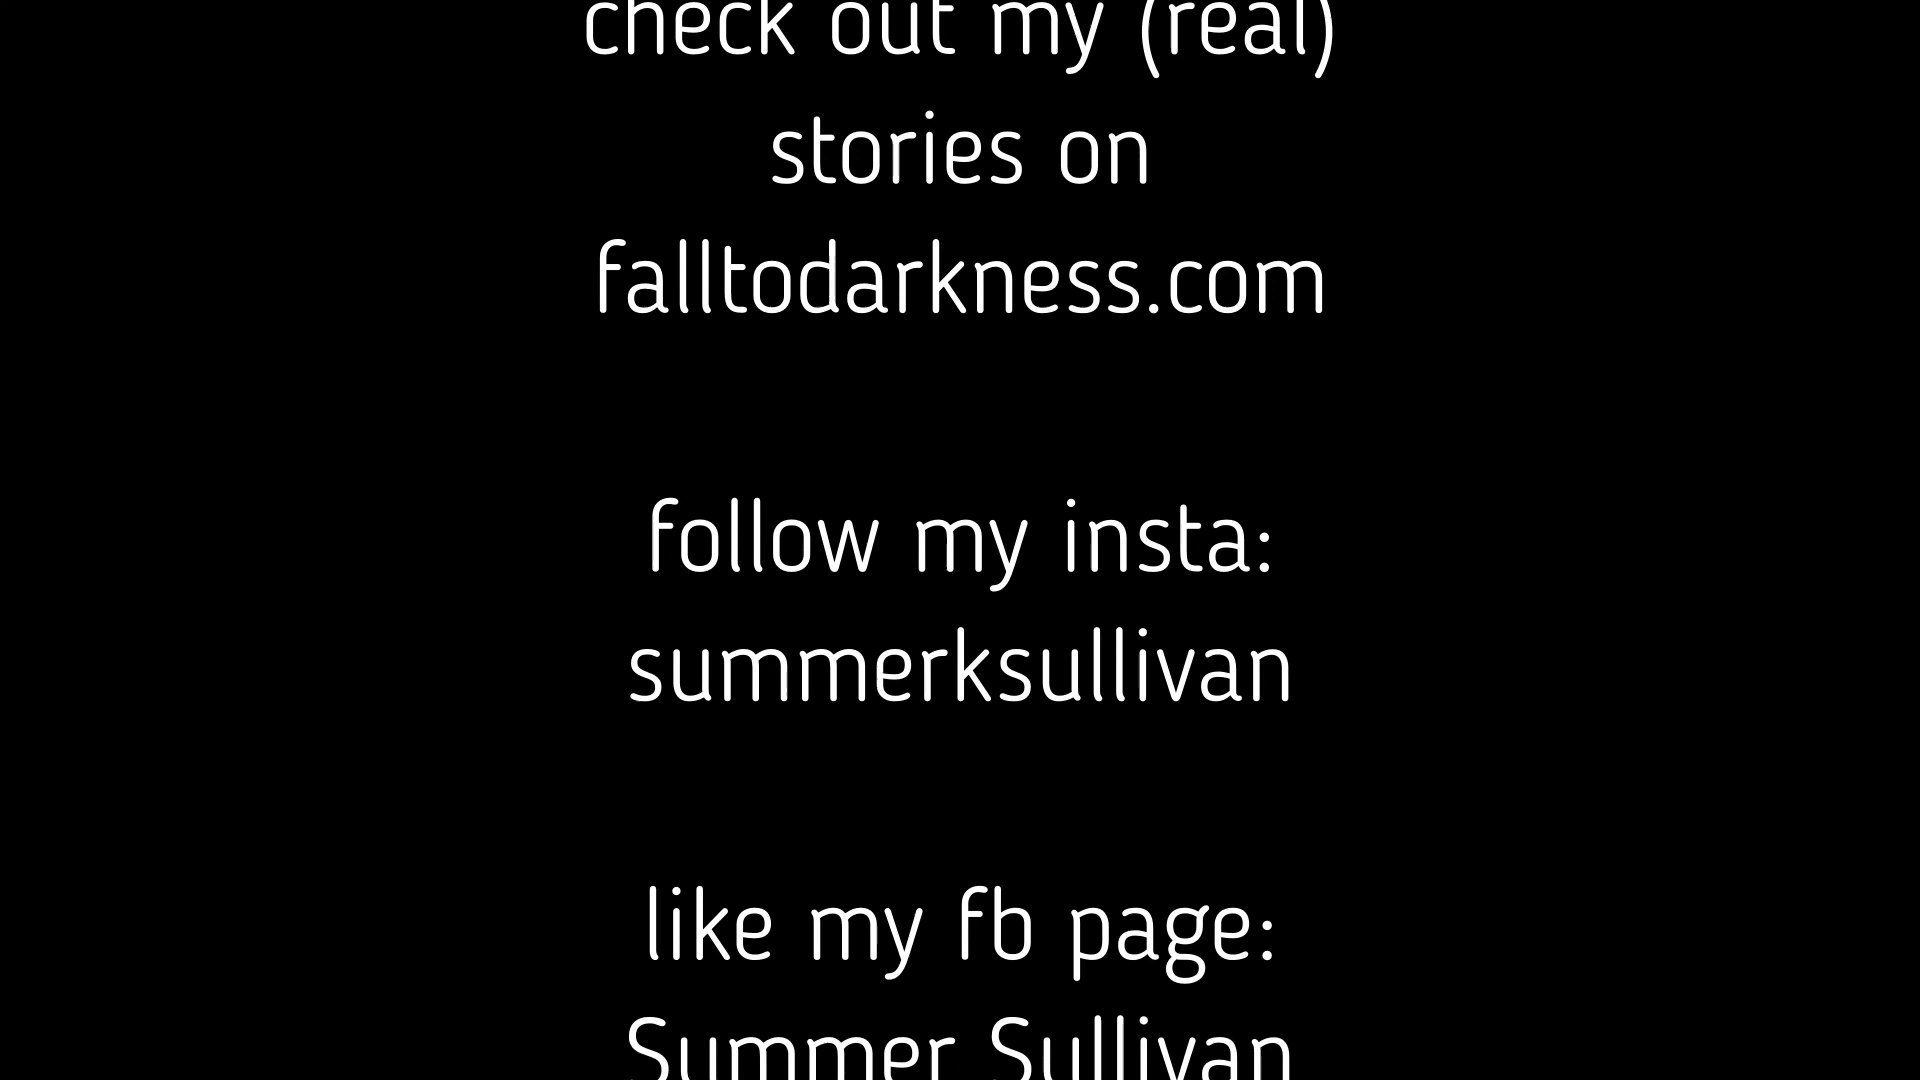 check out my (real)
stories on
falltodarkness.com
follow my insta:
summerksullivan
like my fb page:
Summer Sullivan